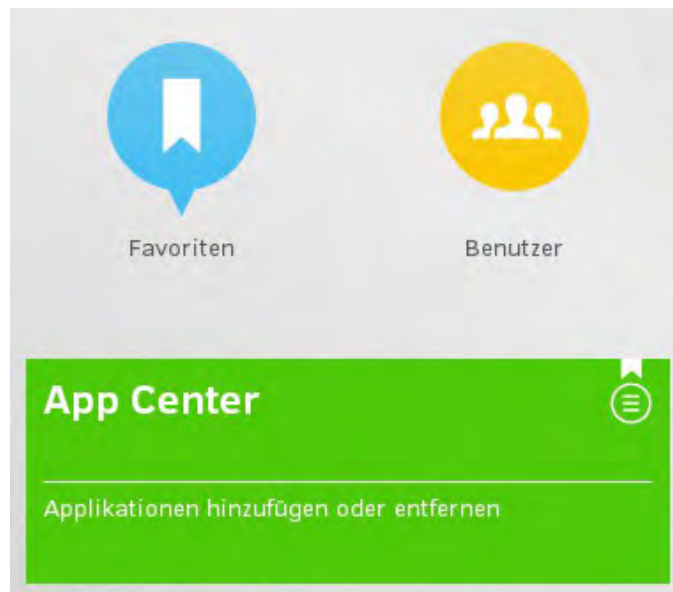 Favoriten
Benutzer
App Center
Applikationen hinzufügen oder entfernen